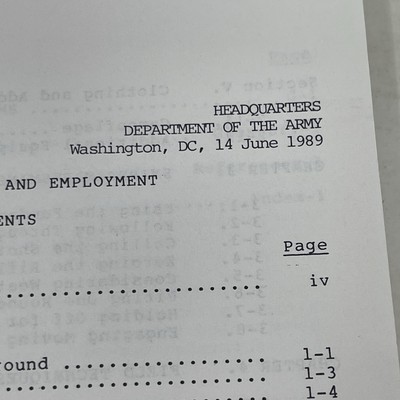 HEADQUARTERS
DEPARTMENT OF THE ARMY
Washington, DC, 14 June 1989
AND EMPLOYMENT
ENTS
Page
........................ iv
round .................. 1-1
........................ 1-3
........................ 1-4